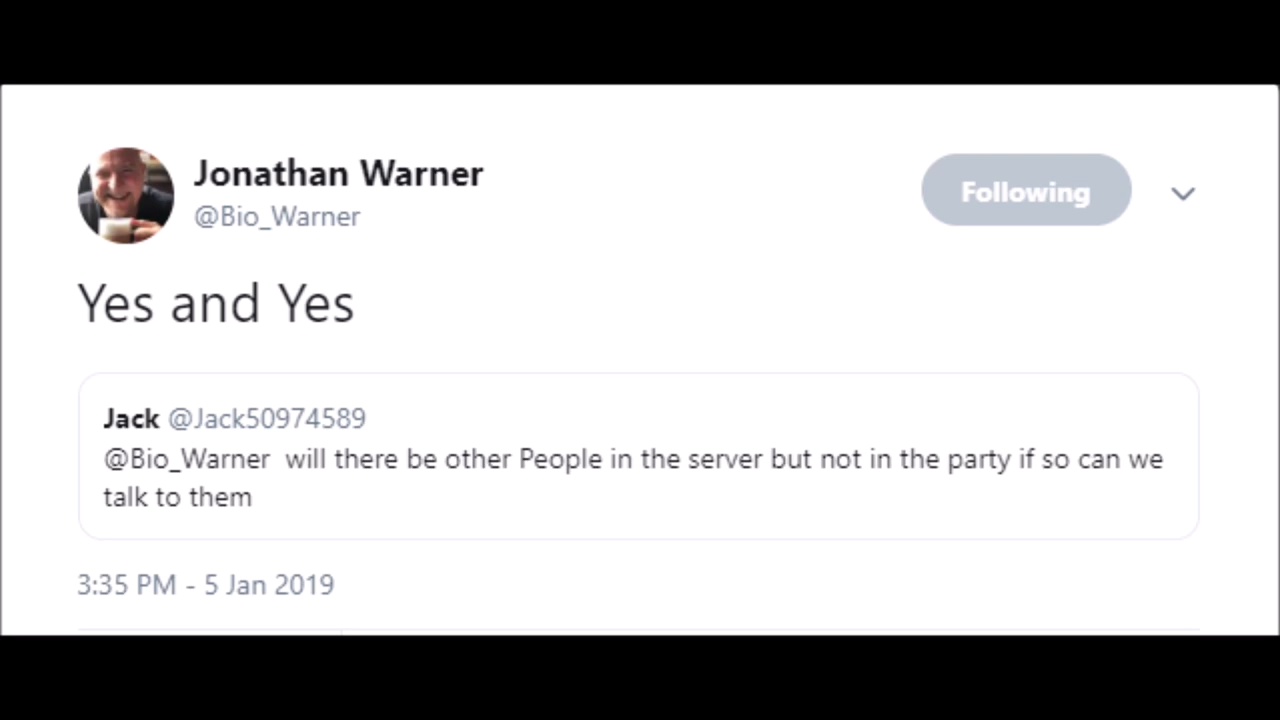 Jonathan Warner
@Bio_Warner
Following
Yes and Yes
Jack @Jack50974589
@Bio_Warner  will there be other People in the server but not in the party if so can we
talk to them
3:35 PM - 5 Jan 2019